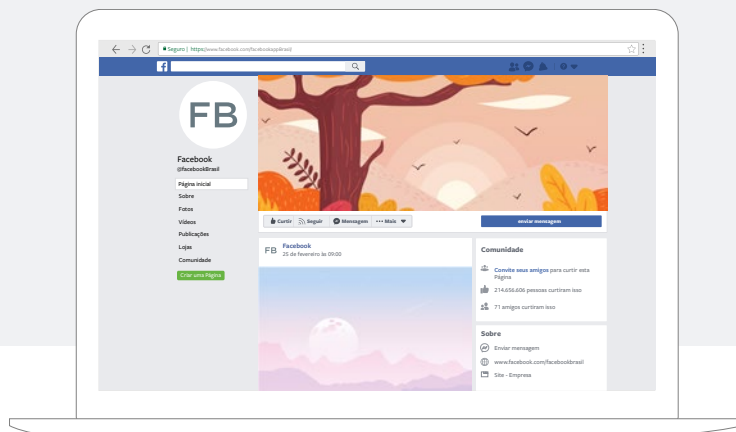 Seguro | https://www.facebook.com/facebookappBrasil/
f
FB
Facebook
@facebookBrasil
Página inicial
Sobre
Fotos
Vídeos
Publicações
Lojas
Comunidade
Criar uma Página
Curtir Seguir Mensagem ••• Mais
enviar mensagem
FB
Facebook
25 de fevereiro às 09:00
Comunidade
Convite seus amigos para curtir esta
Página
214,656,606 pessoas curtiram isso
71 amigos curtiram isso
Sobre
Enviar mensagem
www.facebook.com/facebookbrasil
Site - Empresa